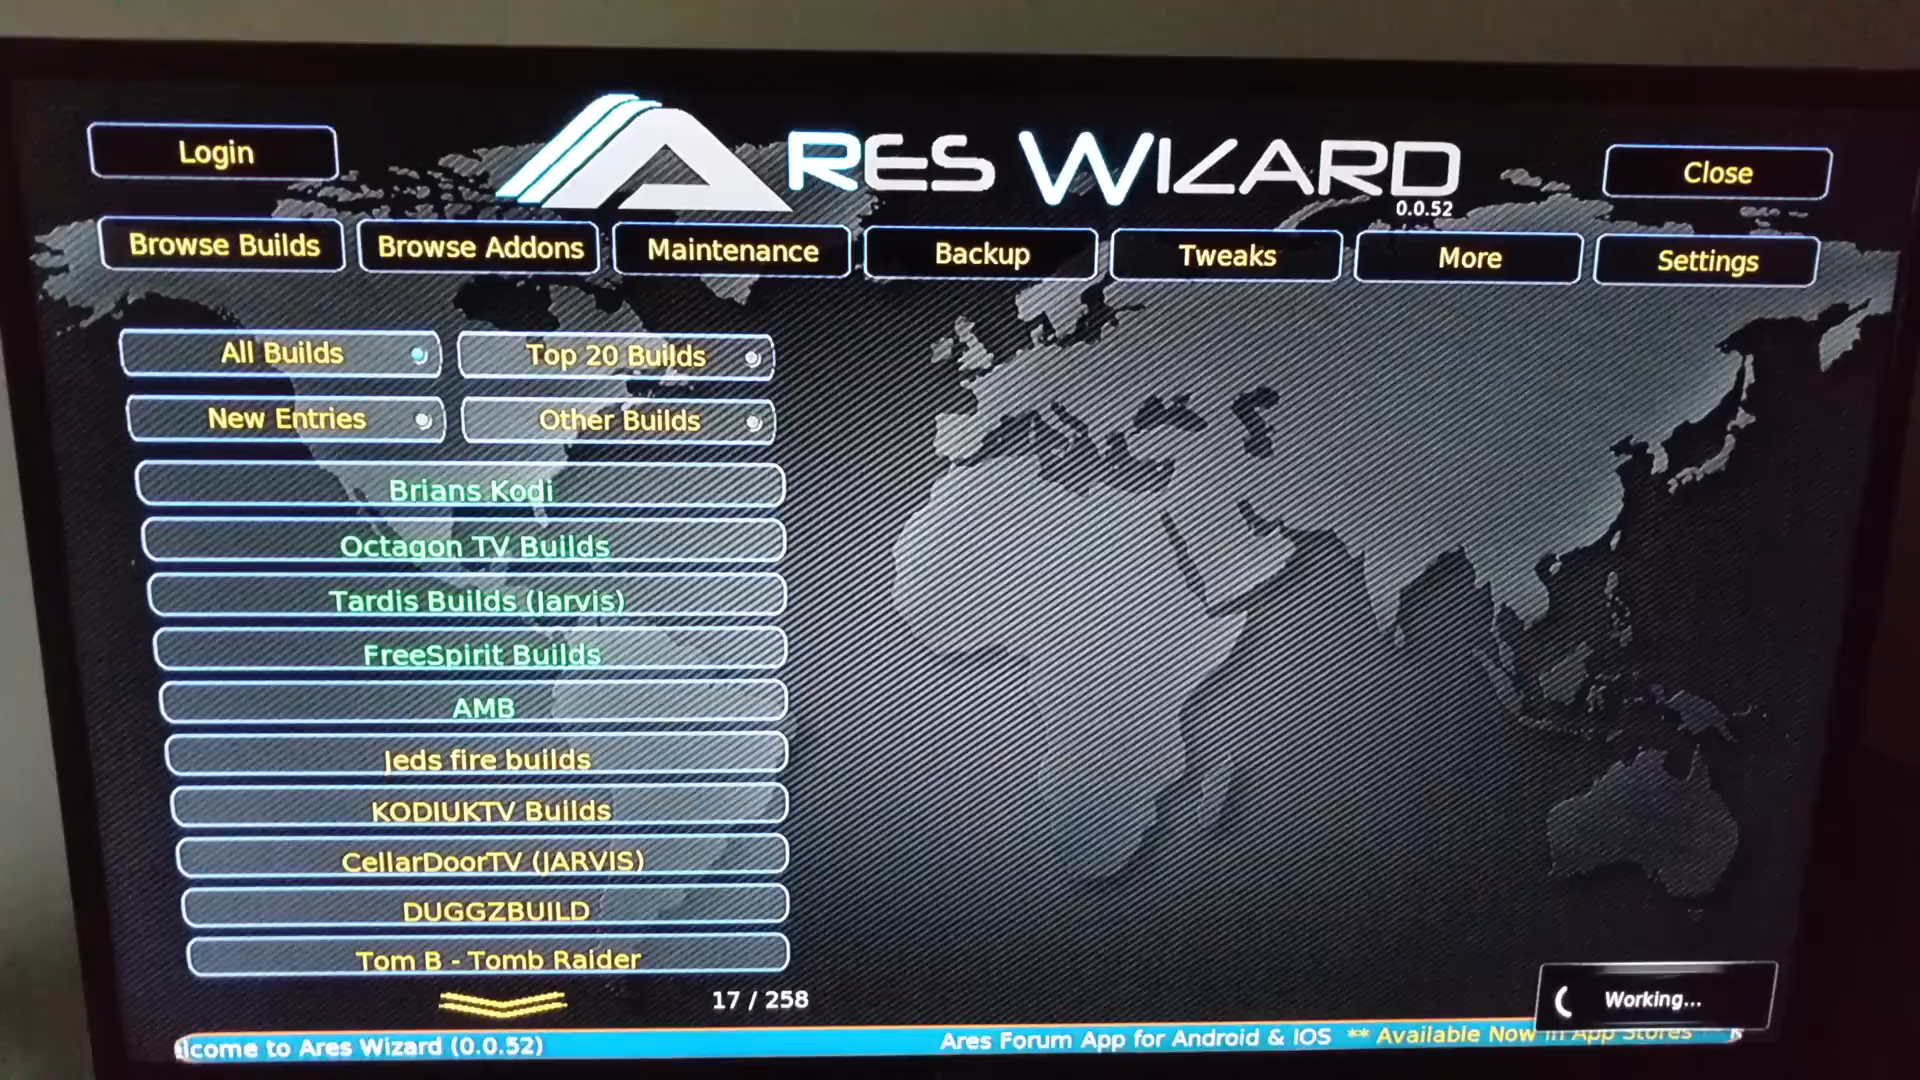 Login
ARES WIZARD
0.0.52
Close
Browse Builds
Browse Addons
Maintenance
Backup
Tweaks
More
Settings
All Builds
Top 20 Builds
New Entries
Other Builds
Brians Kodi
Octagon TV Builds
Tardis Builds (Jarvis)
FreeSpirit Builds
AMB
Jeds fire builds
KODIUKTV Builds
CellarDoorTV (JARVIS)
DUGGZBUILD
Tom B - Tomb Raider
17 / 258
Working...
lcome to Ares Wizard (0.0.52)
Ares Forum App for Android & IOS ** Available Now in App Stores